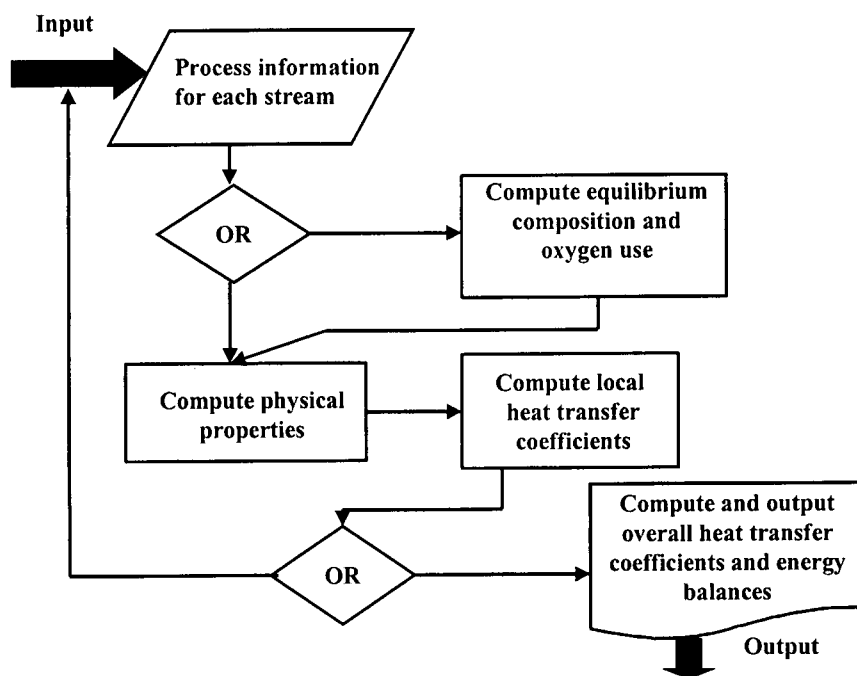 Input
Process information
for each stream
OR
Compute equilibrium
composition and
oxygen use
Compute physical
properties
Compute local
heat transfer
coefficients
OR
Compute and output
overall heat transfer
coefficients and energy
balances
Output